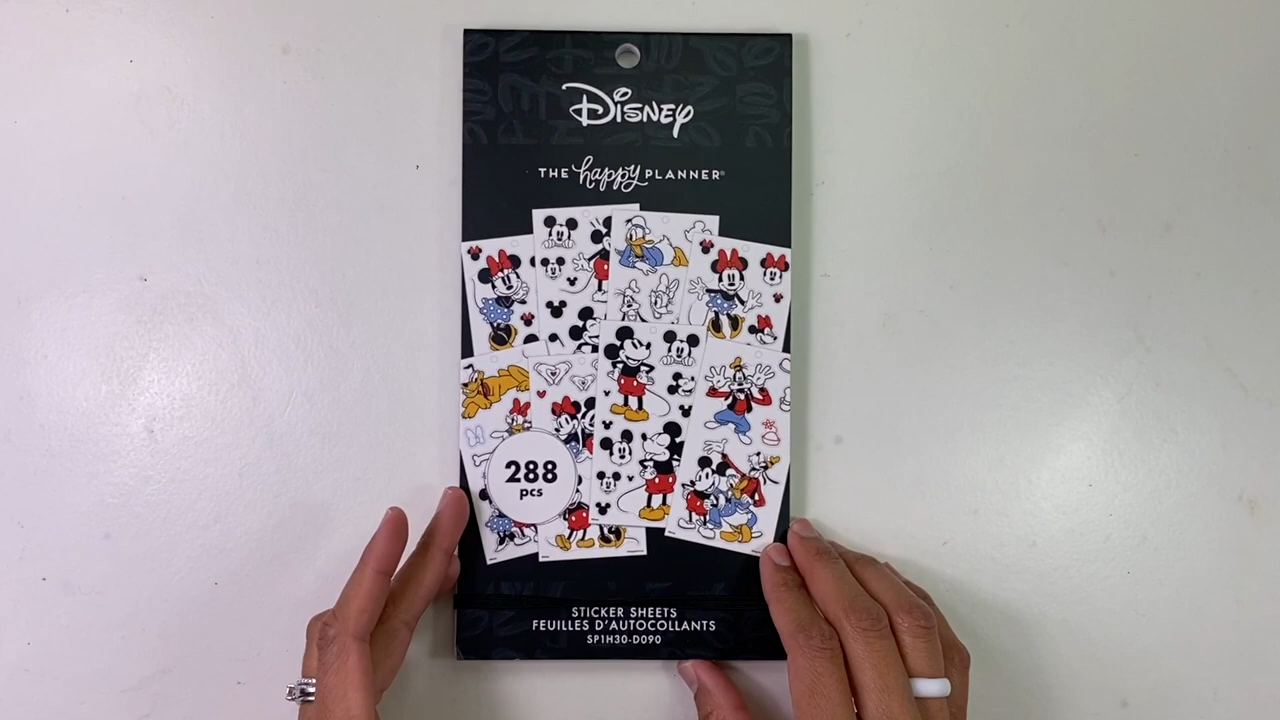 Disney
THE happy PLANNER®
288
pcs
STICKER SHEETS
FEUILLES D'AUTOCOLLANTS
SP1H30-D090